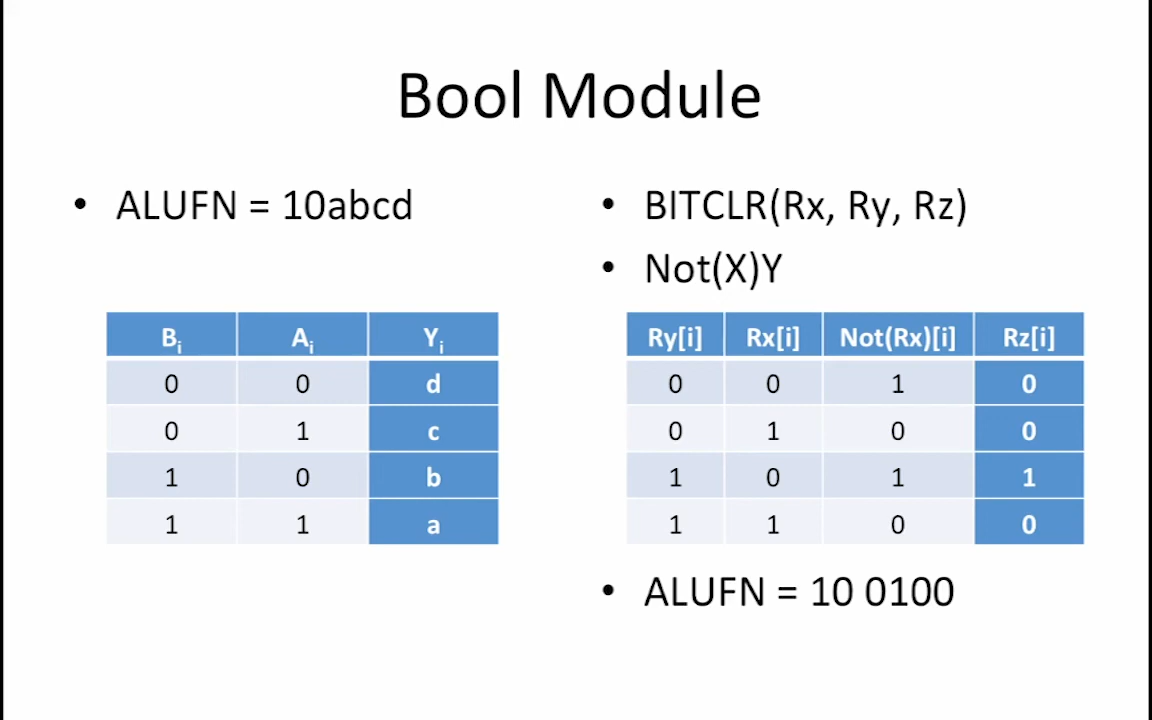 Bool Module
• ALUFN = 10abcd
Bi Ai Yi
0 0 d
0 1 c
1 0 b
1 1 a
• BITCLR(Rx, Ry, Rz)
• Not(X)Y
Ry[i] Rx[i] Not(Rx)[i] Rz[i]
0 0 1 0
0 1 0 0
1 0 1 1
1 1 0 0
• ALUFN = 10 0100